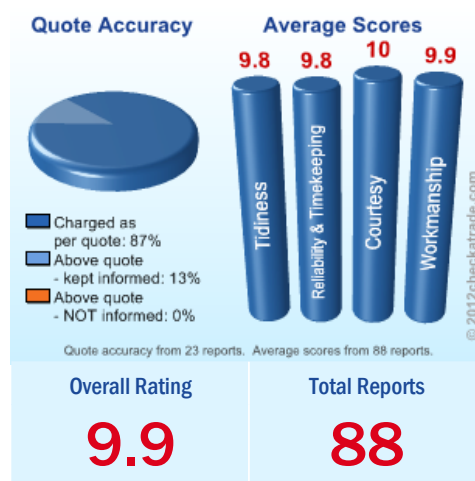 Quote Accuracy
Charged as
per quote: 87%
Above quote
- kept informed: 13%
Above quote
- NOT informed: 0%
Average Scores
9.8
9.8
10
9.9
Tidiness
Reliability & Timekeeping
Courtesy
Workmanship
© 2012checkatrade.com
Quote accuracy from 23 reports. Average scores from 88 reports.
Overall Rating
9.9
Total Reports
88